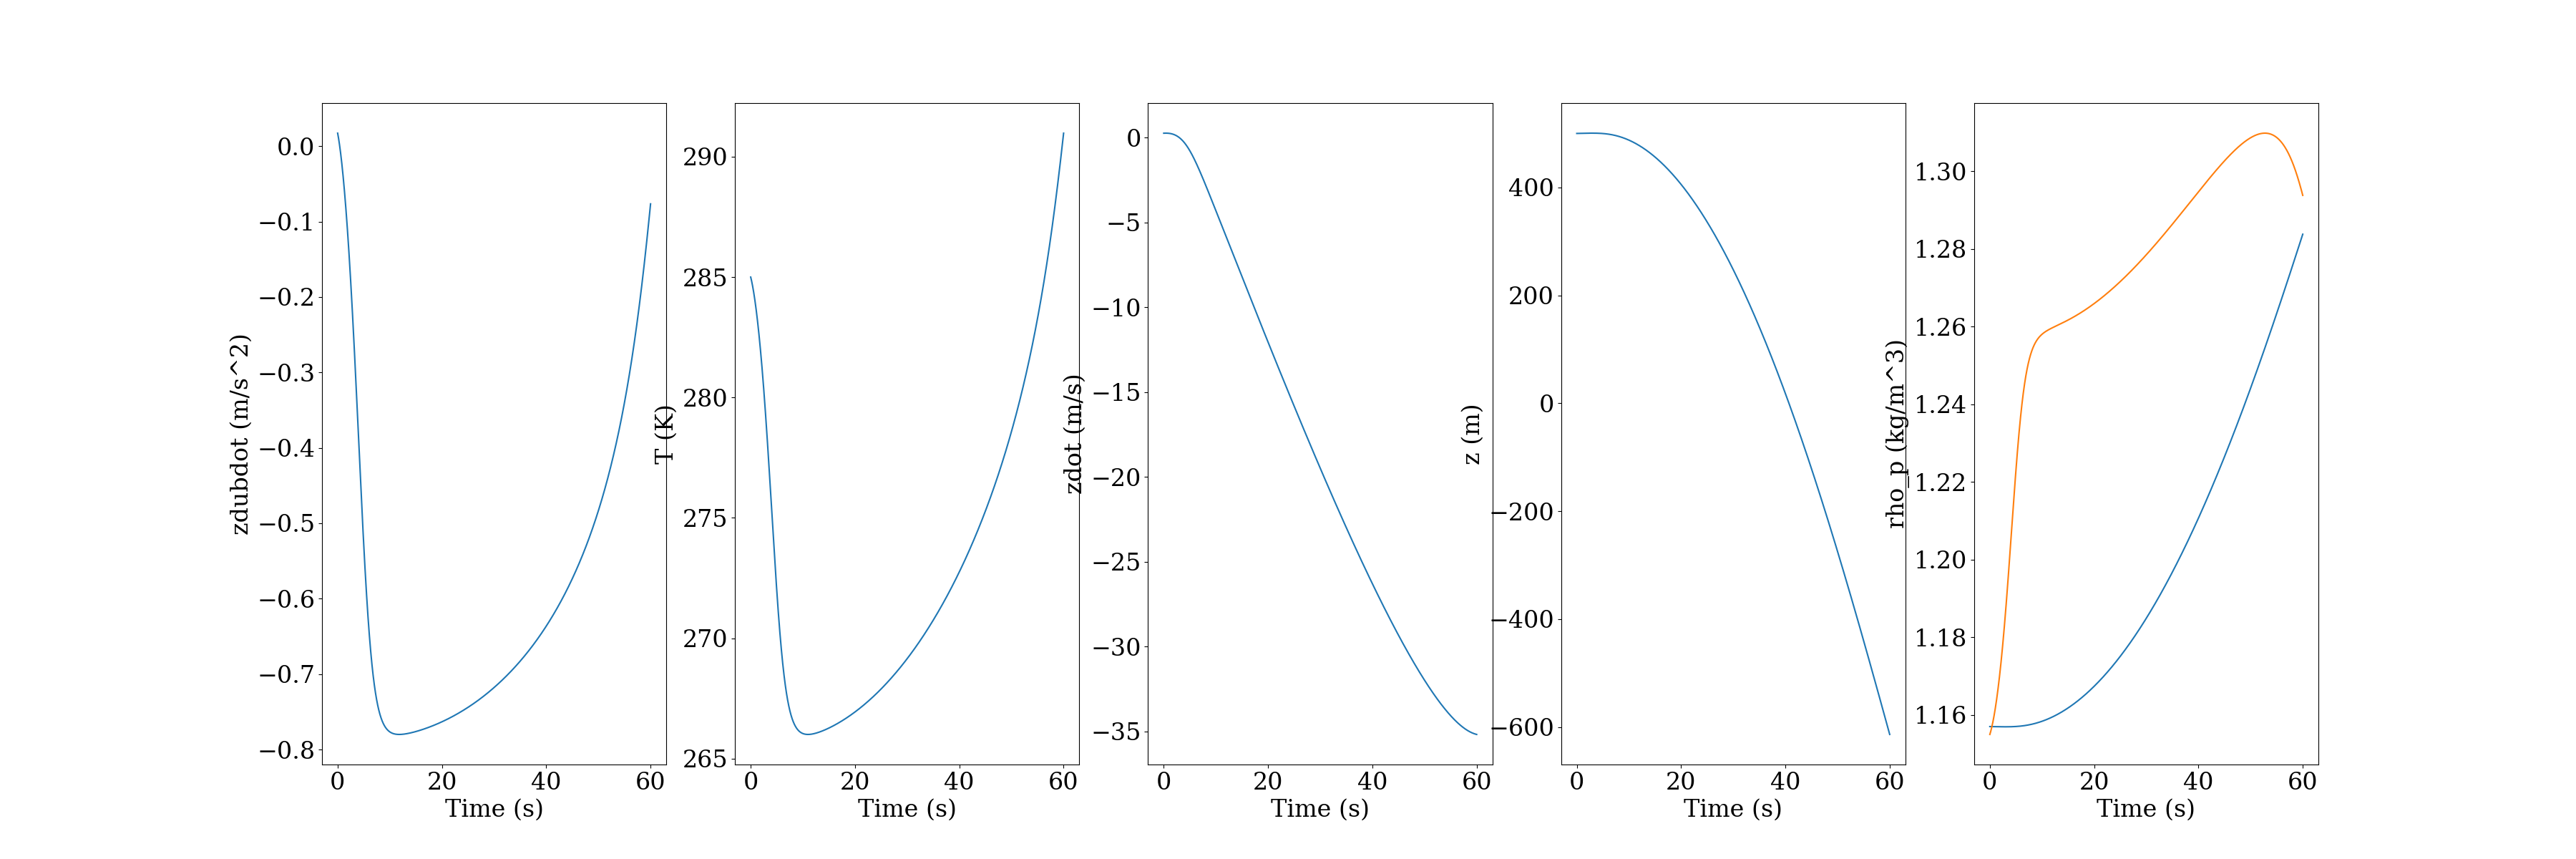 zdubdot (m/s^2)
0.0
−0.1
−0.2
−0.3
−0.4
−0.5
−0.6
−0.7
−0.8
0 20 40 60
Time (s)
T (K)
290
285
280
275
270
265
0 20 40 60
Time (s)
zdot (m/s)
0
−5
−10
−15
−20
−25
−30
−35
0 20 40 60
Time (s)
z (m)
400
200
0
−200
−400
−600
0 20 40 60
Time (s)
rho_p (kg/m^3)
1.30
1.28
1.26
1.24
1.22
1.20
1.18
1.16
0 20 40 60
Time (s)